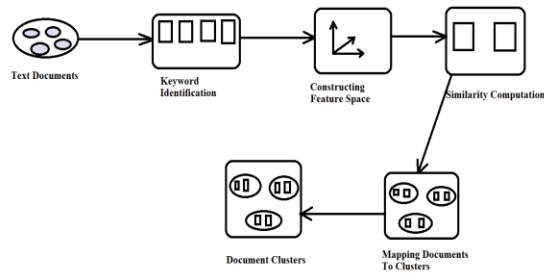 Text Documents
Keyword
Identification
Constructing
Feature Space
Similarity Computation
Document Clusters
Mapping Documents
To Clusters